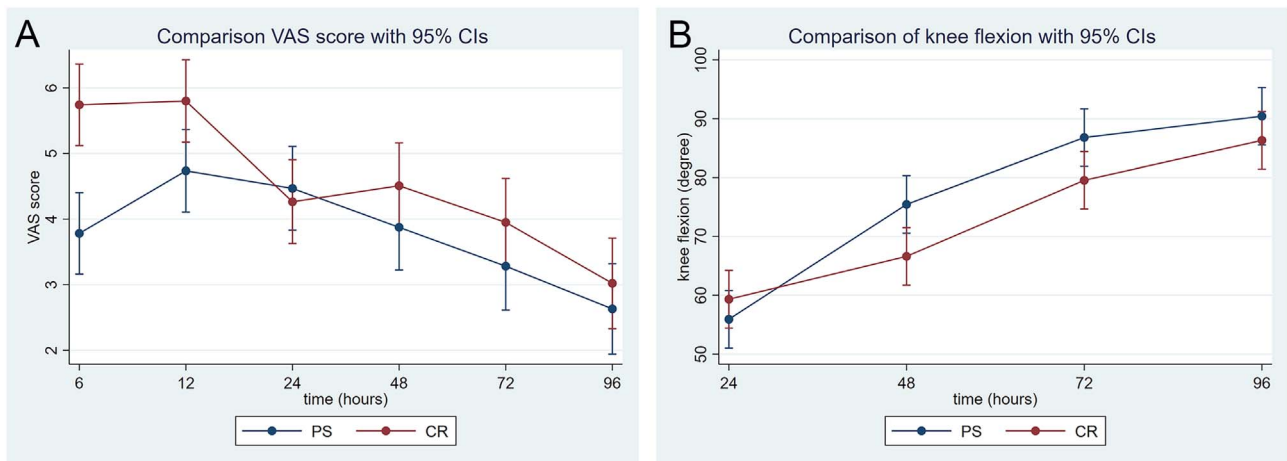 A
Comparison VAS score with 95% CIs
VAS score
6
5
4
3
2
6 12 24 48 72 96
time (hours)
PS CR
B
Comparison of knee flexion with 95% CIs
knee flexion (degree)
100
90
80
70
60
50
24 48 72 96
time (hours)
PS CR